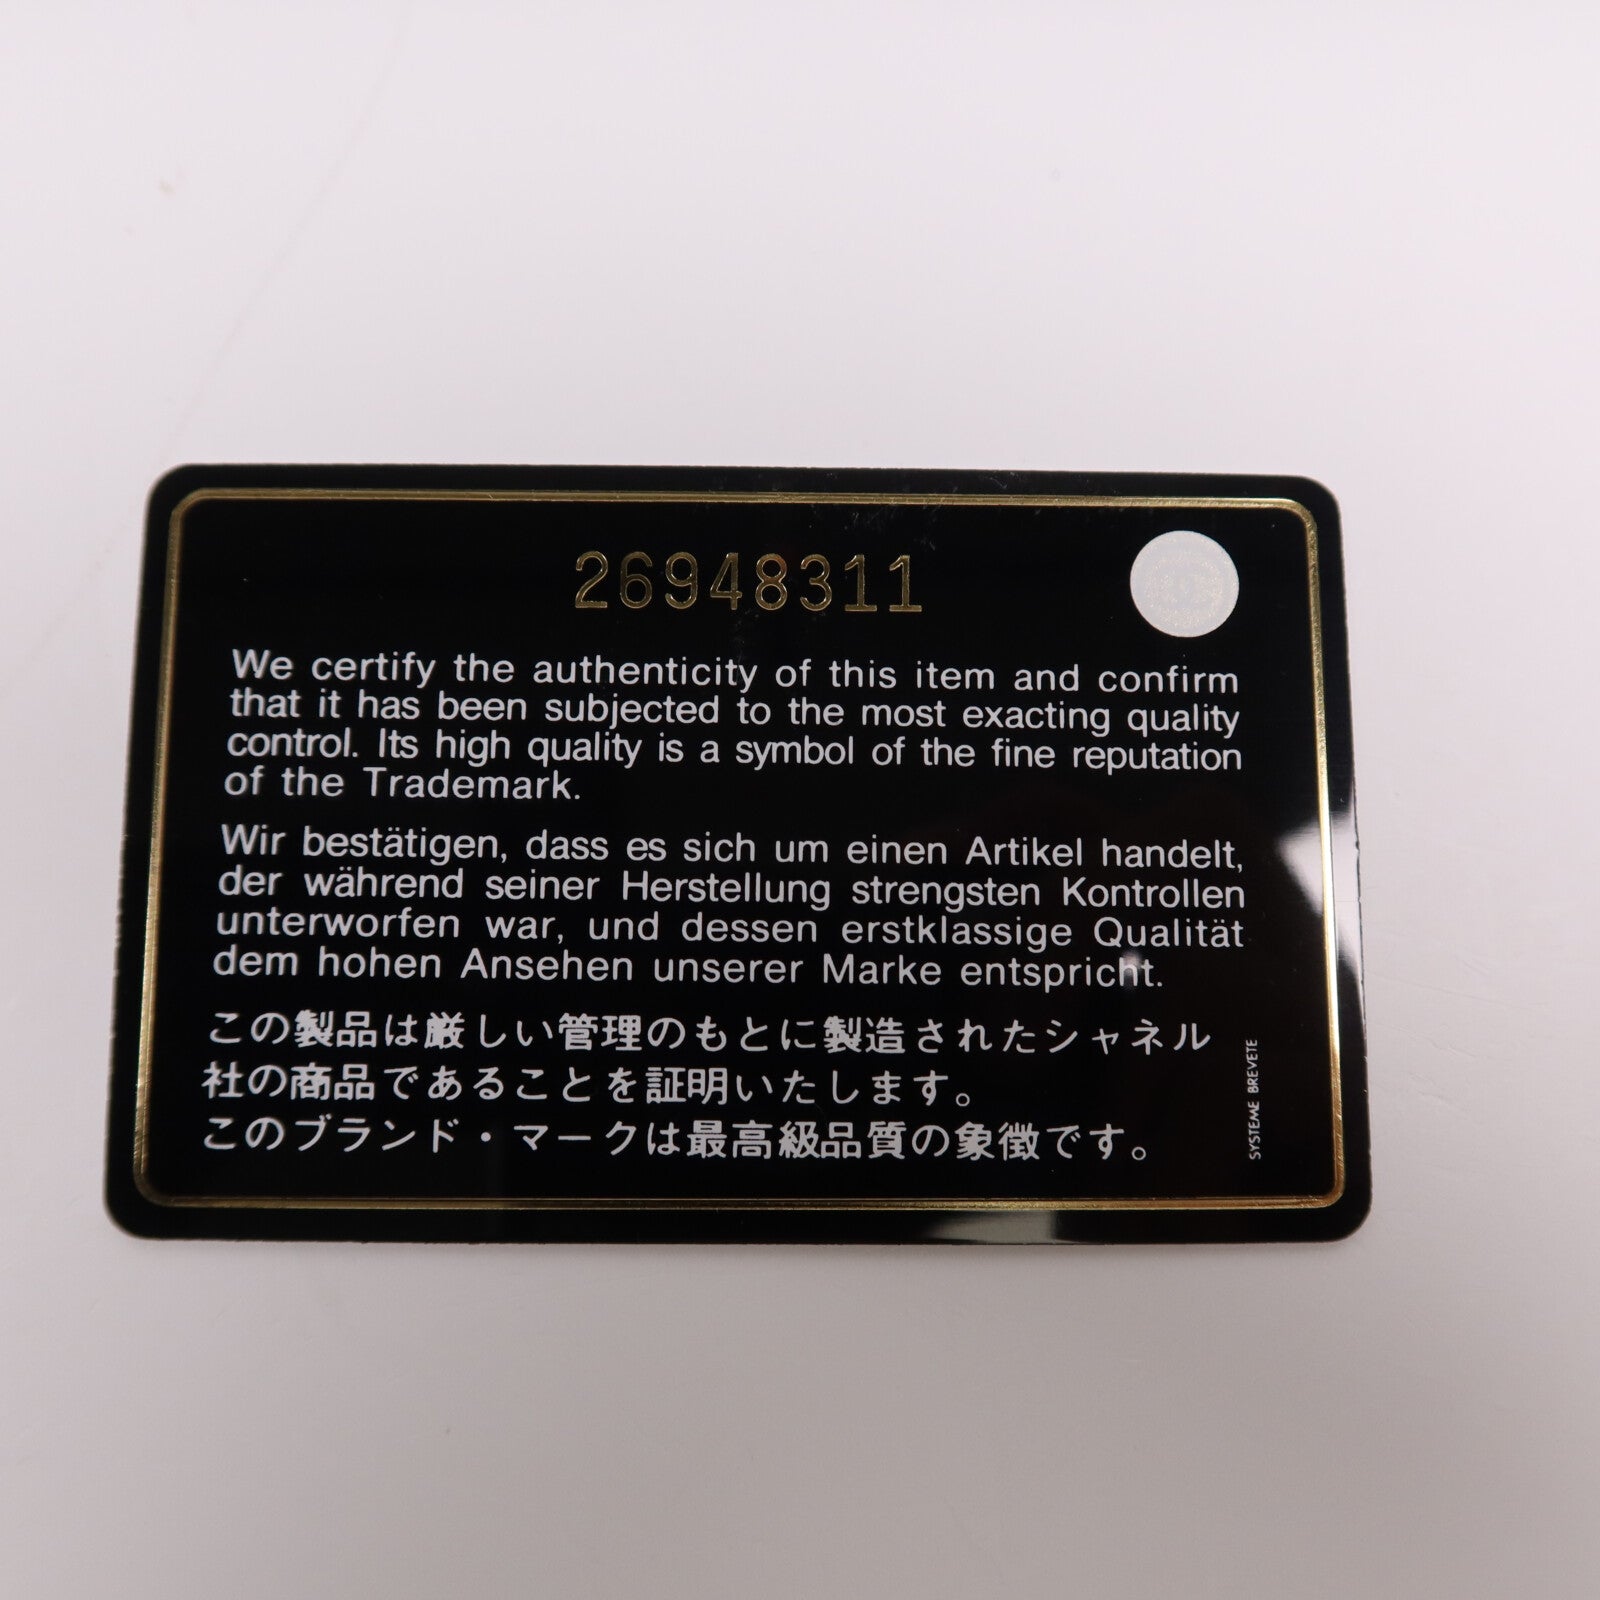 26948311
We certify the authenticity of this item and confirm
that it has been subjected to the most exacting quality
control. Its high quality is a symbol of the fine reputation
of the Trademark.
Wir bestätigen, dass es sich um einen Artikel handelt,
der während seiner Herstellung strengsten Kontrollen
unterworfen war, und dessen erstklassige Qualität
dem hohen Ansehen unserer Marke entspricht.
この製品は厳しい管理のもとに製造されたシャネル
社の商品であることを証明いたします。
このブランド・マークは最高級品質の象徴です。
SYSTEME BREVETE